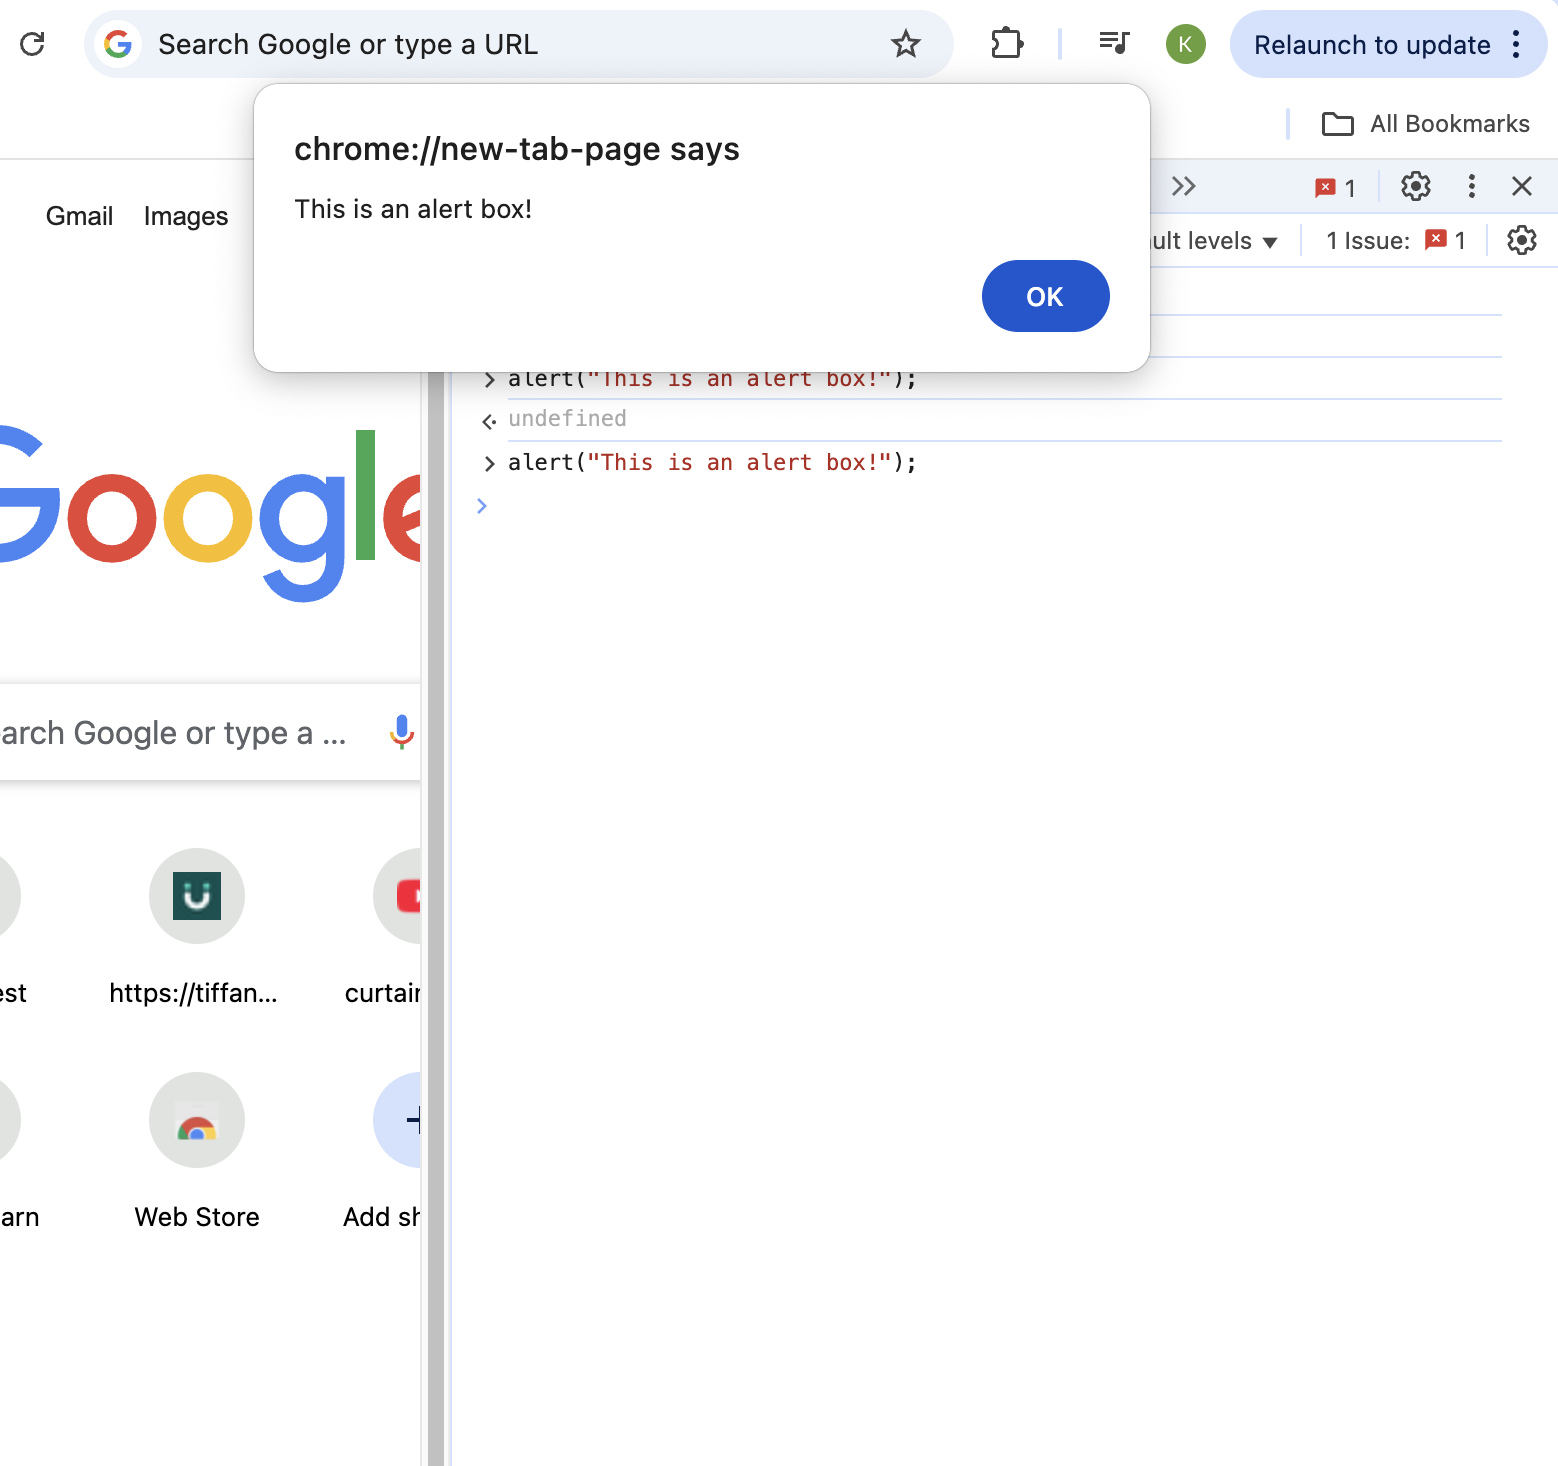 Search Google or type a URL
K
Relaunch to update
All Bookmarks
chrome://new-tab-page says
This is an alert box!
OK
1
ult levels
1 Issue:
1
Gmail
Images
alert("This is an alert box!");
undefined
alert("This is an alert box!");
Google
arch Google or type a ...
est
https://tiffan...
curtain
arn
Web Store
Add sh